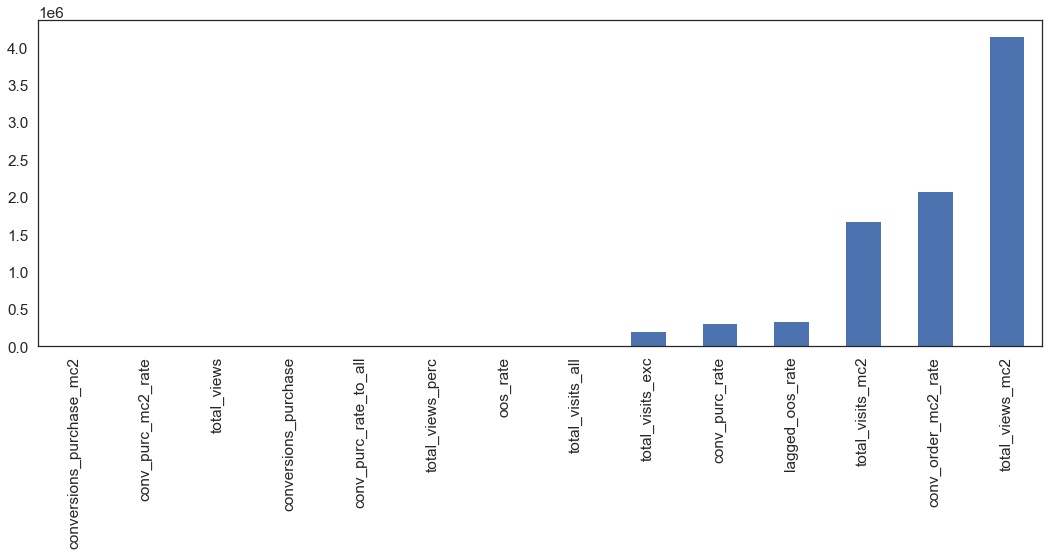 1e6
4.0
3.5
3.0
2.5
2.0
1.5
1.0
0.5
0.0
conversions_purchase_mc2
conv_purc_mc2_rate
total_views
conversions_purchase
conv_purc_rate_to_all
total_views_perc
oos_rate
total_visits_all
total_visits_exc
conv_purc_rate
lagged_oos_rate
total_visits_mc2
conv_order_mc2_rate
total_views_mc2